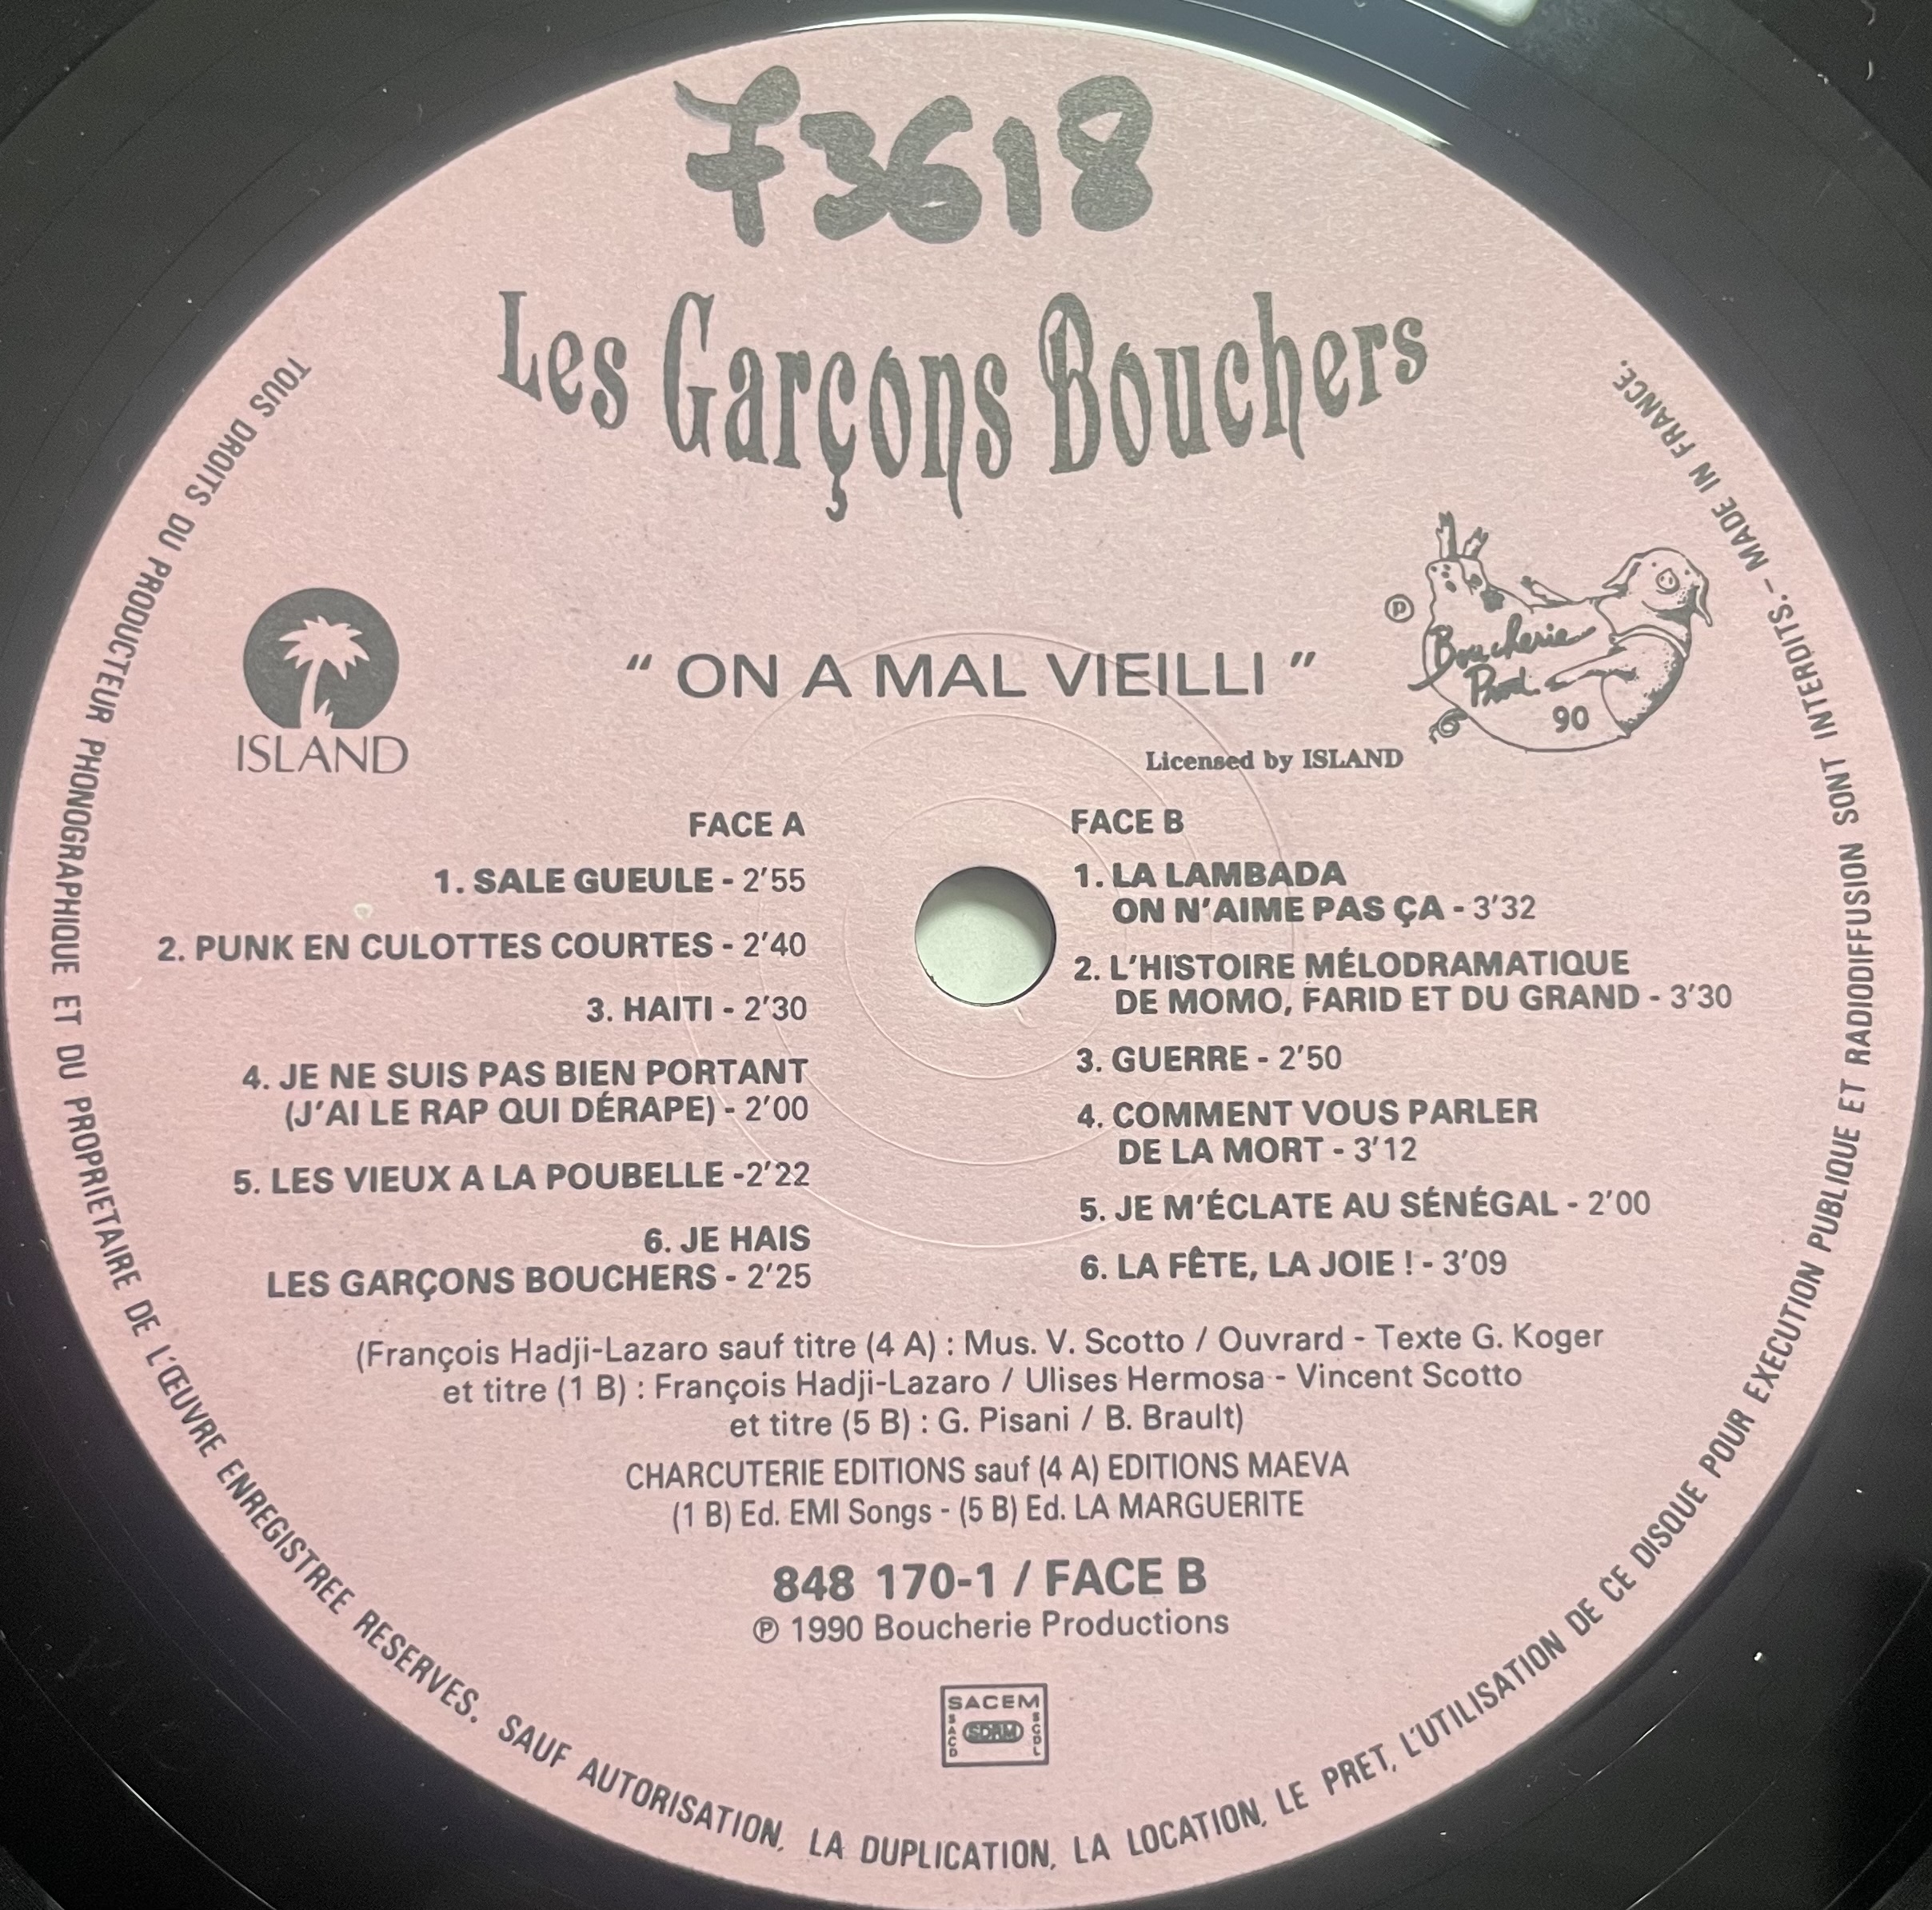 73618
Les Garçons Bouchers
ISLAND
" ON A MAL VIEILLI "
Ⓟ
Boucherie
Prod.
90
Licensed by ISLAND
FACE A
1. SALE GUEULE - 2'55
2. PUNK EN CULOTTES COURTES - 2'40
3. HAITI - 2'30
4. JE NE SUIS PAS BIEN PORTANT
(J'AI LE RAP QUI DÉRAPE) - 2'00
5. LES VIEUX A LA POUBELLE -2'22
6. JE HAIS
LES GARÇONS BOUCHERS - 2'25
FACE B
1. LA LAMBADA
ON N'AIME PAS ÇA - 3'32
2. L'HISTOIRE MÉLODRAMATIQUE
DE MOMO, FARID ET DU GRAND - 3'30
3. GUERRE - 2'50
4. COMMENT VOUS PARLER
DE LA MORT - 3'12
5. JE M'ÉCLATE AU SÉNÉGAL - 2'00
6. LA FÊTE, LA JOIE ! - 3'09
(François Hadji-Lazaro sauf titre (4 A) : Mus. V. Scotto / Ouvrard - Texte G. Koger
et titre (1 B) : François Hadji-Lazaro / Ulises Hermosa - Vincent Scotto
et titre (5 B) : G. Pisani / B. Brault)
CHARCUTERIE EDITIONS sauf (4 A) EDITIONS MAEVA
(1 B) Ed. EMI Songs - (5 B) Ed. LA MARGUERITE
848 170-1 / FACE B
Ⓟ 1990 Boucherie Productions
SACEM
SACD
SDRM
SGDL
TOUS DROITS DU PRODUCTEUR PHONOGRAPHIQUE ET DU PROPRIETAIRE DE L'ŒUVRE ENREGISTREE RESERVES. SAUF AUTORISATION, LA DUPLICATION, LA LOCATION, LE PRET, L'UTILISATION DE CE DISQUE POUR EXECUTION PUBLIQUE ET RADIODIFFUSION SONT INTERDITS.- MADE IN FRANCE.